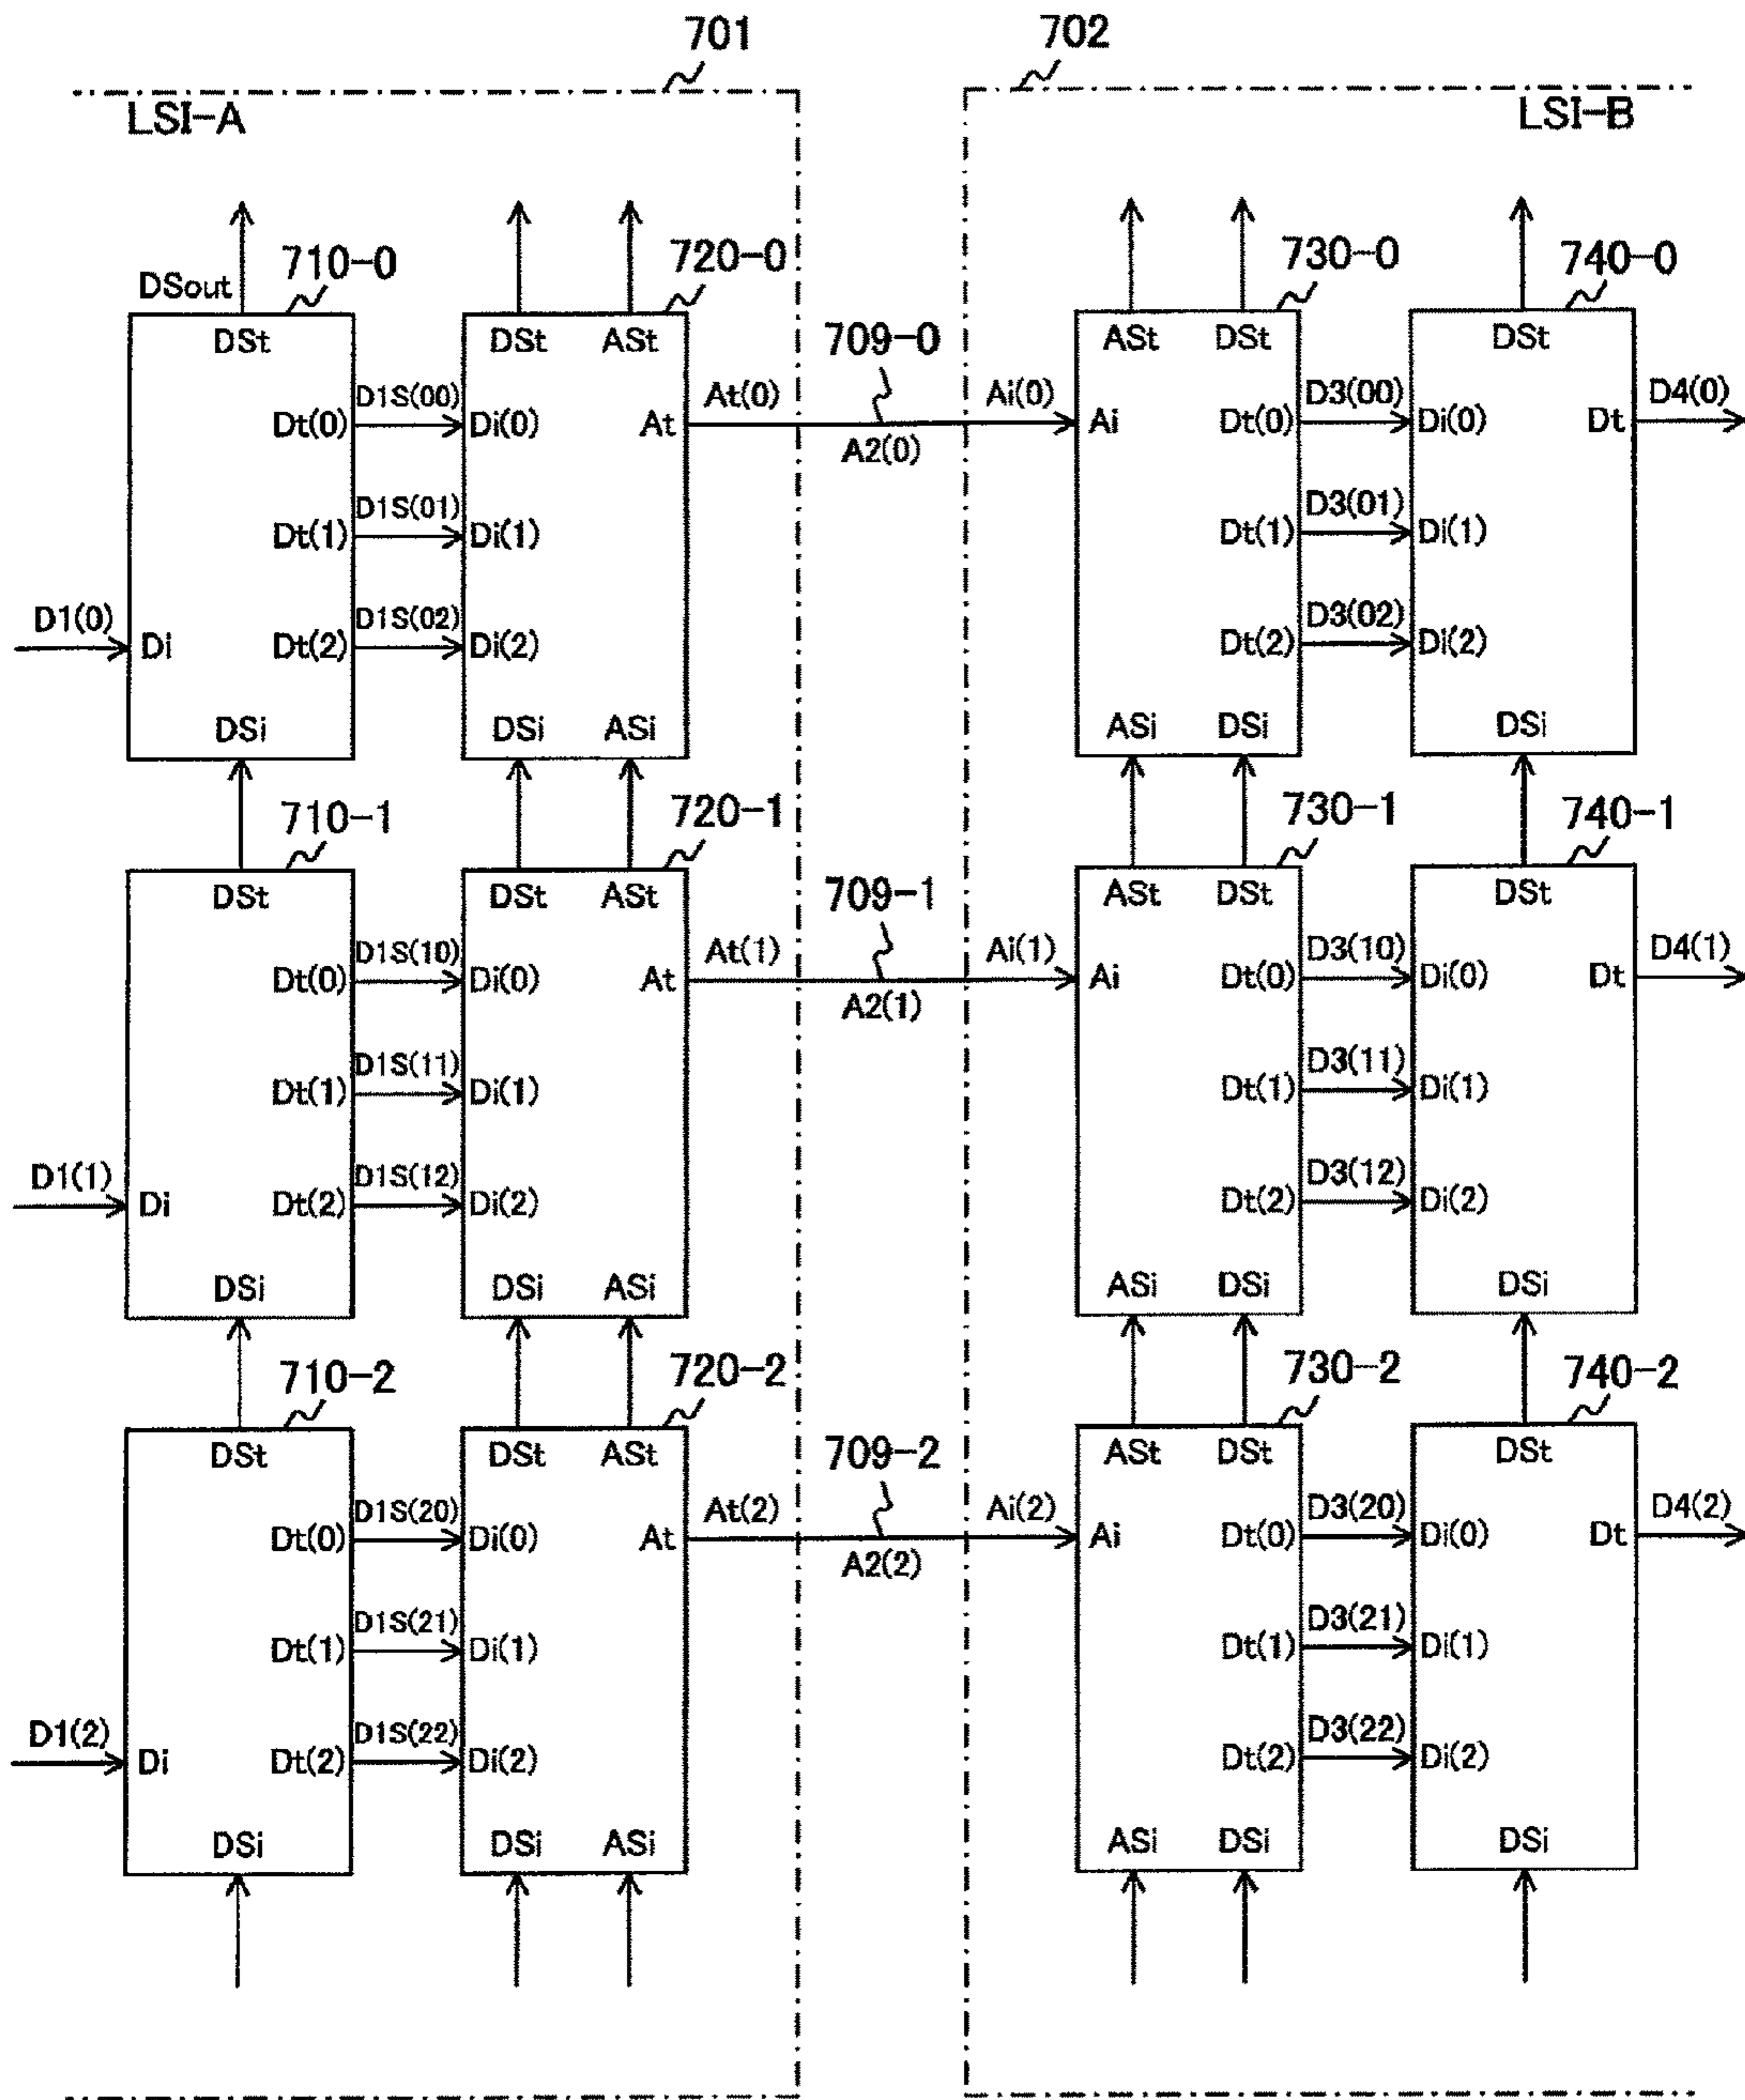 701
702
LSI-A
LSI-B
710-0
720-0
730-0
740-0
DSout
DSt
DSt ASt
709-0
ASt DSt
DSt
Dt(0) D1S(00) Di(0)
At At(0)
A2(0)
Ai(0) Ai
Dt(0) D3(00) Di(0)
Dt D4(0)
Dt(1) D1S(01) Di(1)
Dt(1) D3(01) Di(1)
D1(0) Di
Dt(2) D1S(02) Di(2)
Dt(2) D3(02) Di(2)
DSi
DSi ASi
ASi DSi
DSi
710-1
720-1
730-1
740-1
DSt
DSt ASt
709-1
ASt DSt
DSt
Dt(0) D1S(10) Di(0)
At At(1)
A2(1)
Ai(1) Ai
Dt(0) D3(10) Di(0)
Dt D4(1)
Dt(1) D1S(11) Di(1)
Dt(1) D3(11) Di(1)
D1(1) Di
Dt(2) D1S(12) Di(2)
Dt(2) D3(12) Di(2)
DSi
DSi ASi
ASi DSi
DSi
710-2
720-2
730-2
740-2
DSt
DSt ASt
709-2
ASt DSt
DSt
Dt(0) D1S(20) Di(0)
At At(2)
A2(2)
Ai(2) Ai
Dt(0) D3(20) Di(0)
Dt D4(2)
Dt(1) D1S(21) Di(1)
Dt(1) D3(21) Di(1)
D1(2) Di
Dt(2) D1S(22) Di(2)
Dt(2) D3(22) Di(2)
DSi
DSi ASi
ASi DSi
DSi